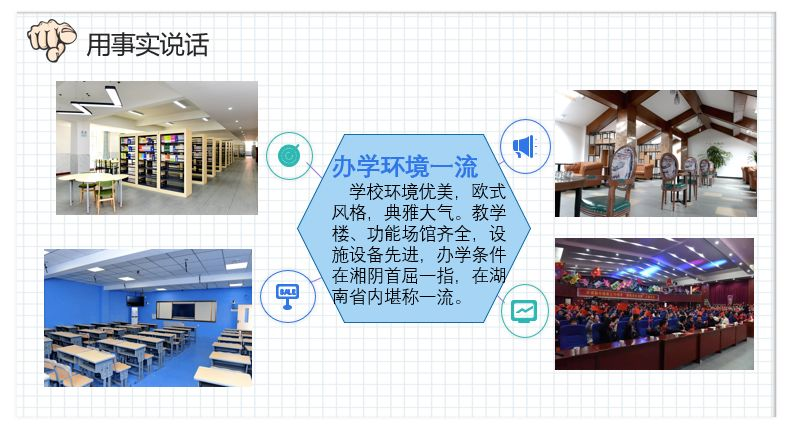 用事实说话
办学环境一流
学校环境优美，欧式
风格，典雅大气。教学
楼、功能场馆齐全，设
施设备先进，办学条件
在湘阴首屈一指，在湖
南省内堪称一流。
SALE